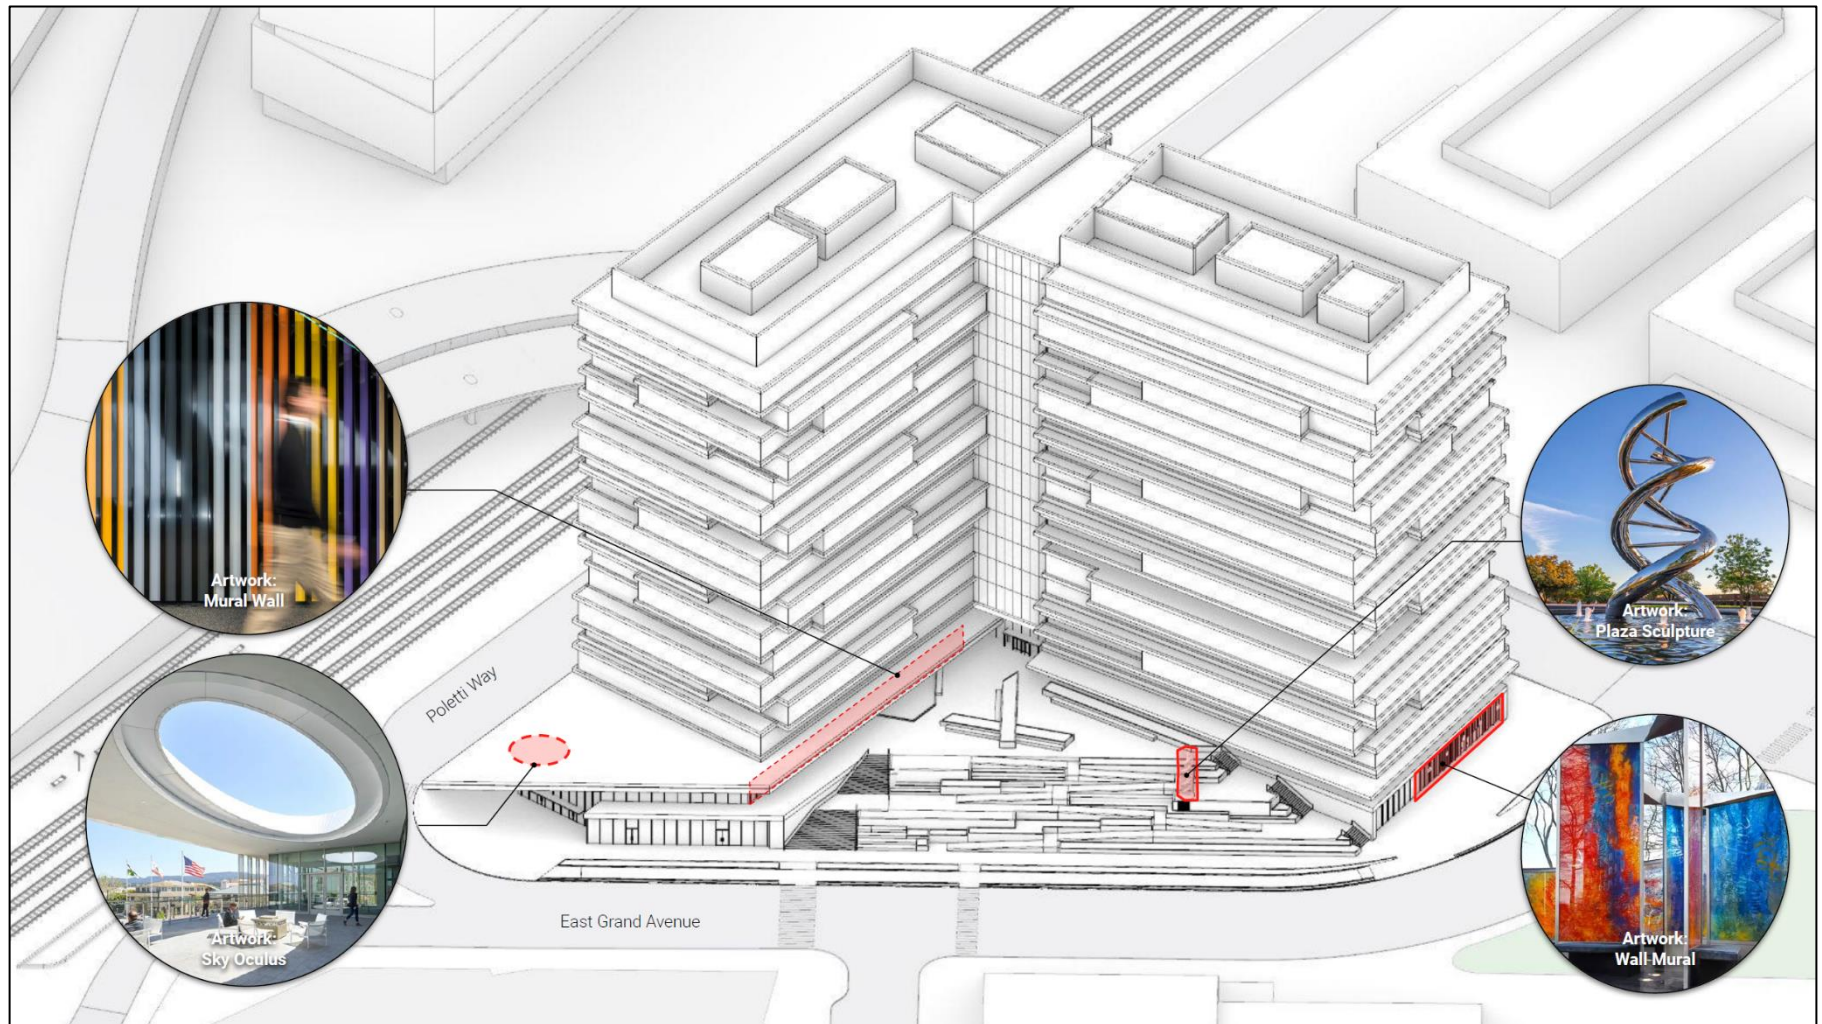 Artwork:
Mural Wall
Artwork:
Plaza Sculpture
Poletti Way
Artwork:
Sky Oculus
East Grand Avenue
Artwork:
Wall Mural